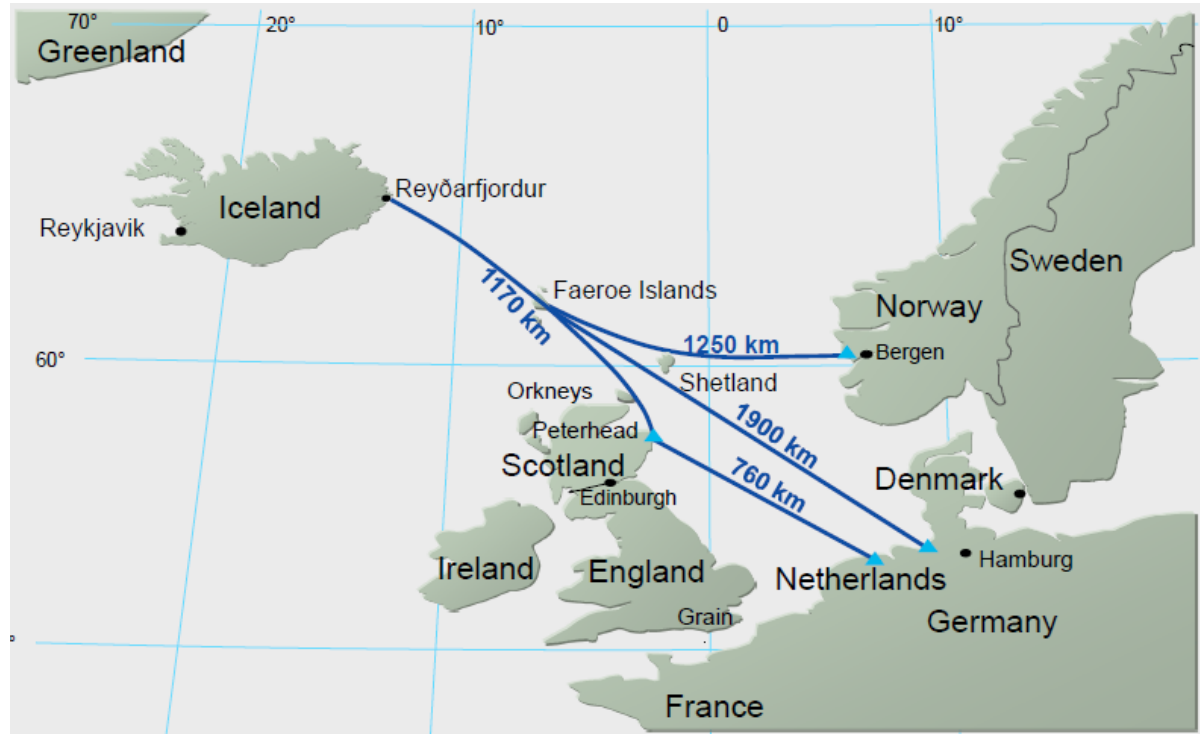 70°
20°
10°
0
10°
Greenland
Reyðarfjordur
Iceland
Reykjavik
Sweden
1170 km
Faeroe Islands
Norway
1250 km
Bergen
60°
Shetland
Orkneys
1900 km
Peterhead
Scotland
760 km
Denmark
Edinburgh
Ireland
England
Hamburg
Netherlands
Grain
Germany
°
France